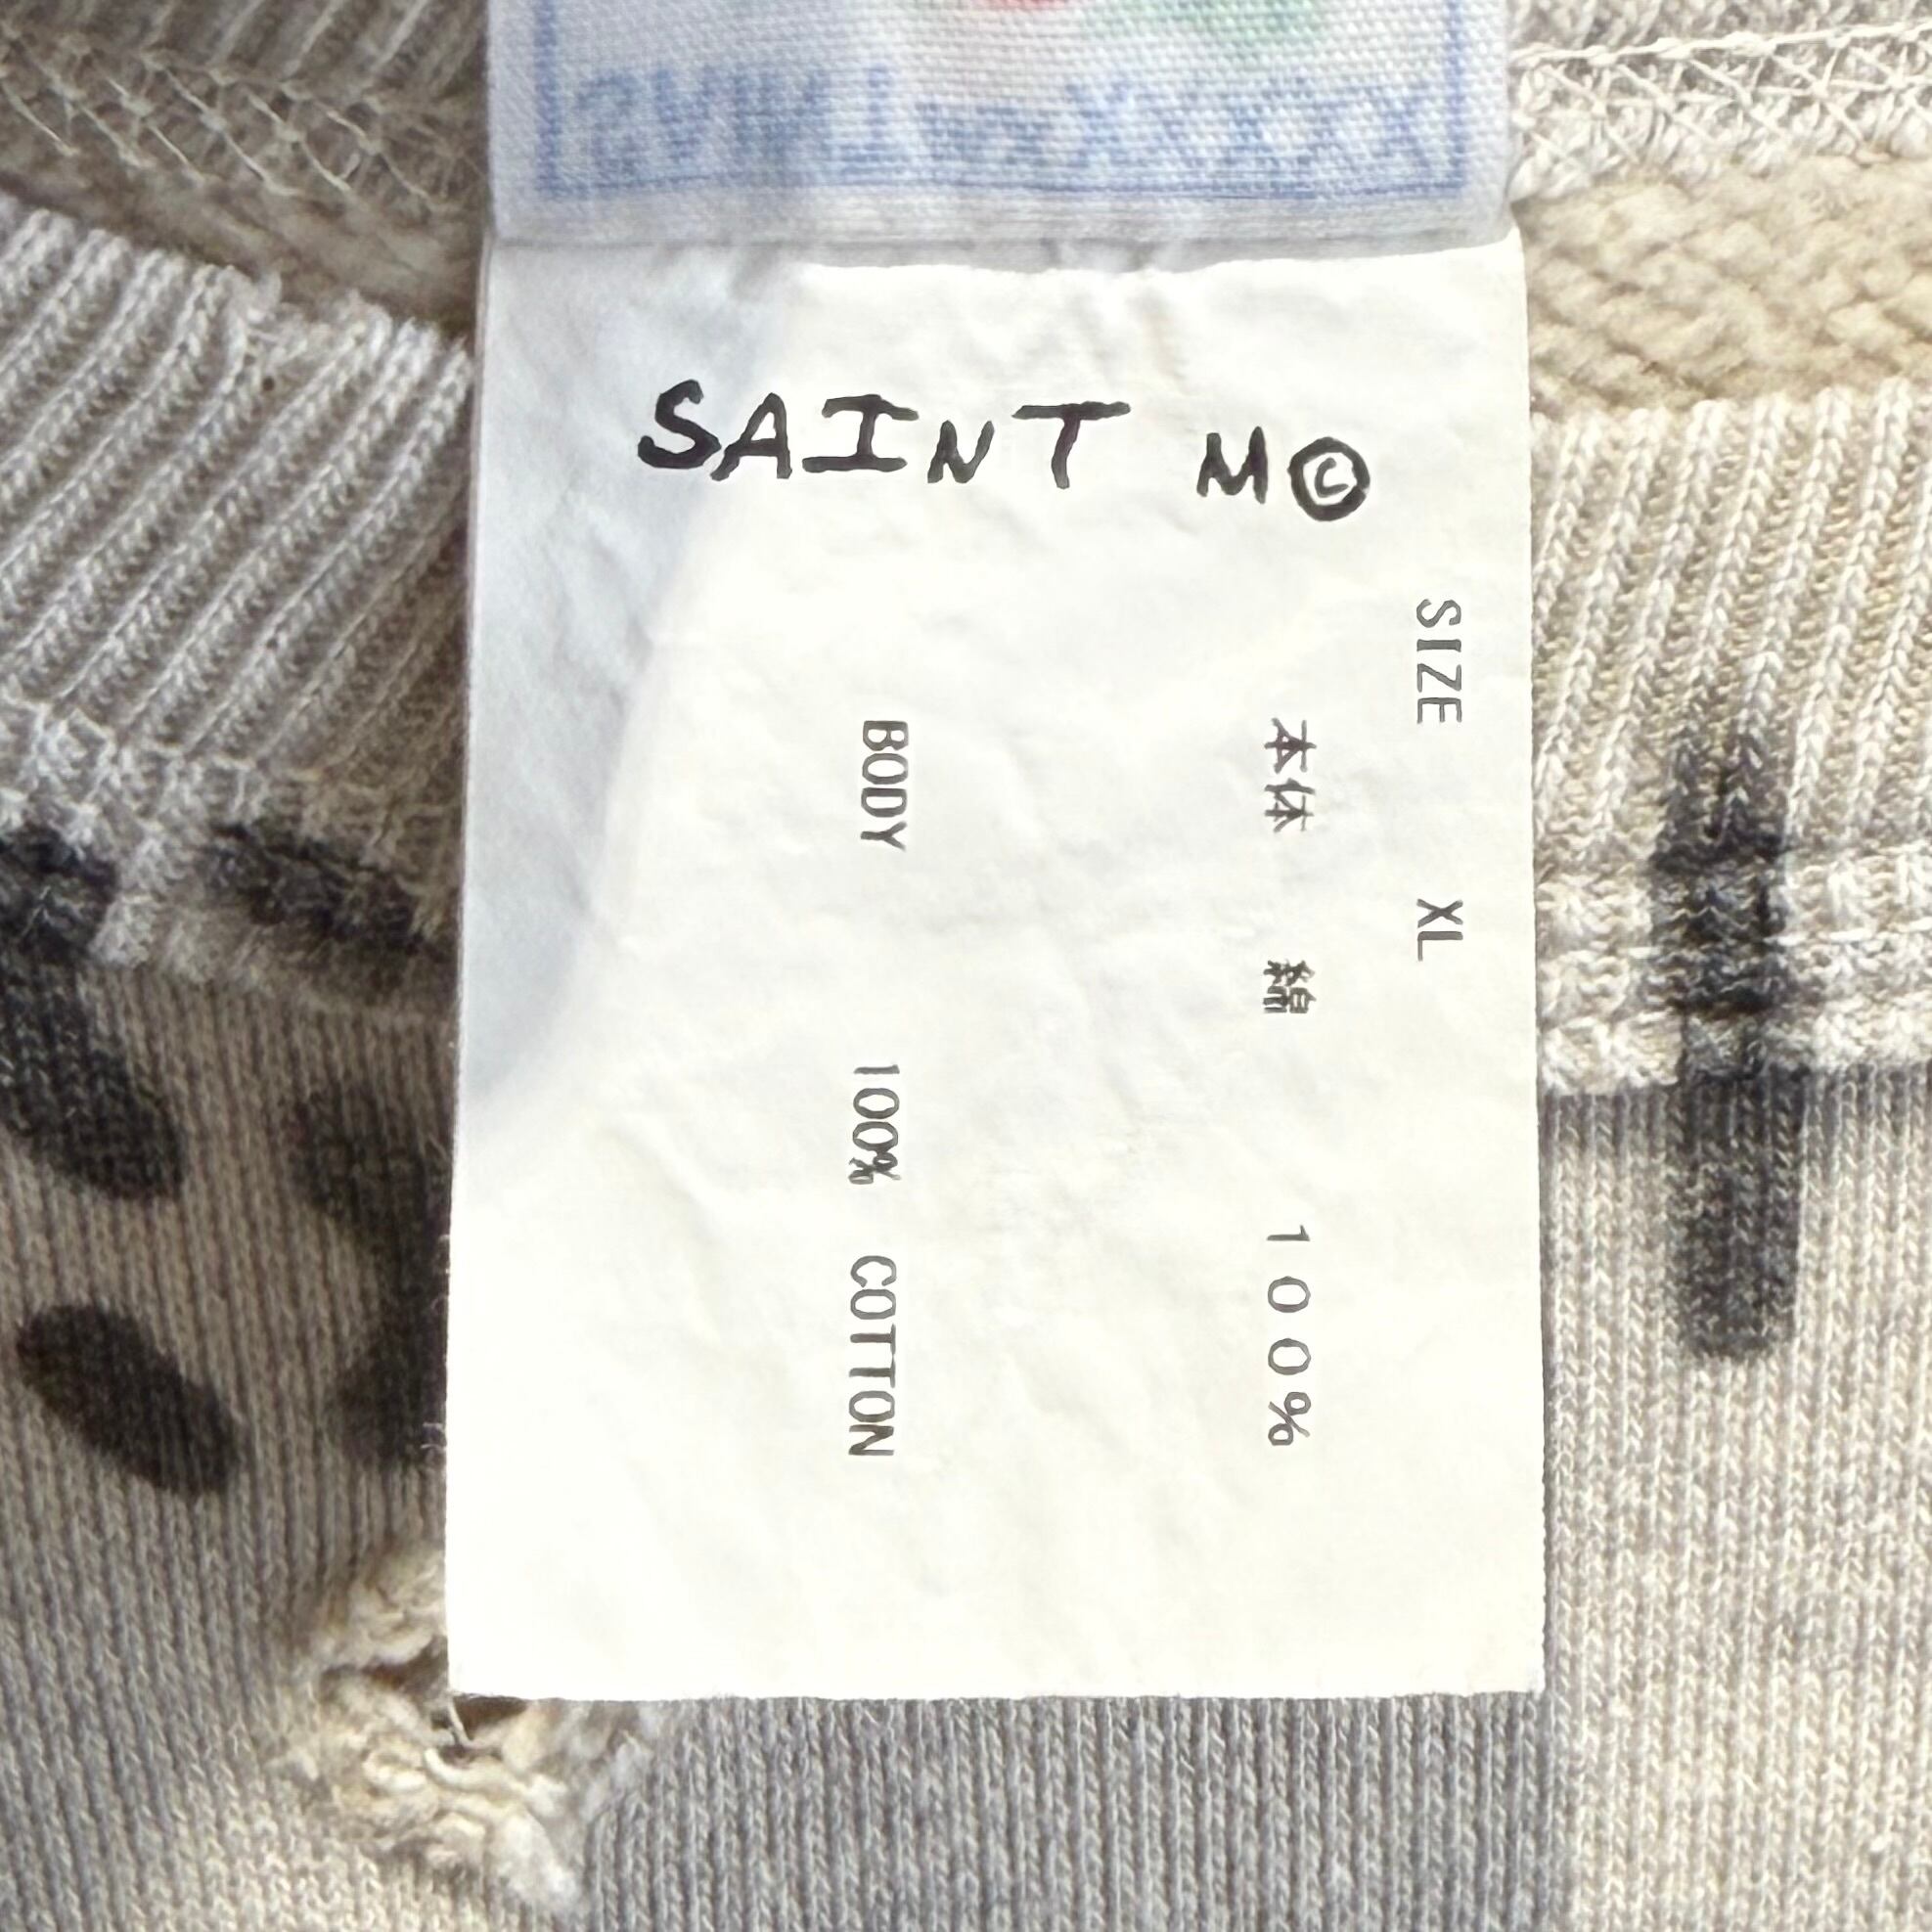 SAINT M©
SIZE XL
本体 綿 100%
BODY 100% COTTON